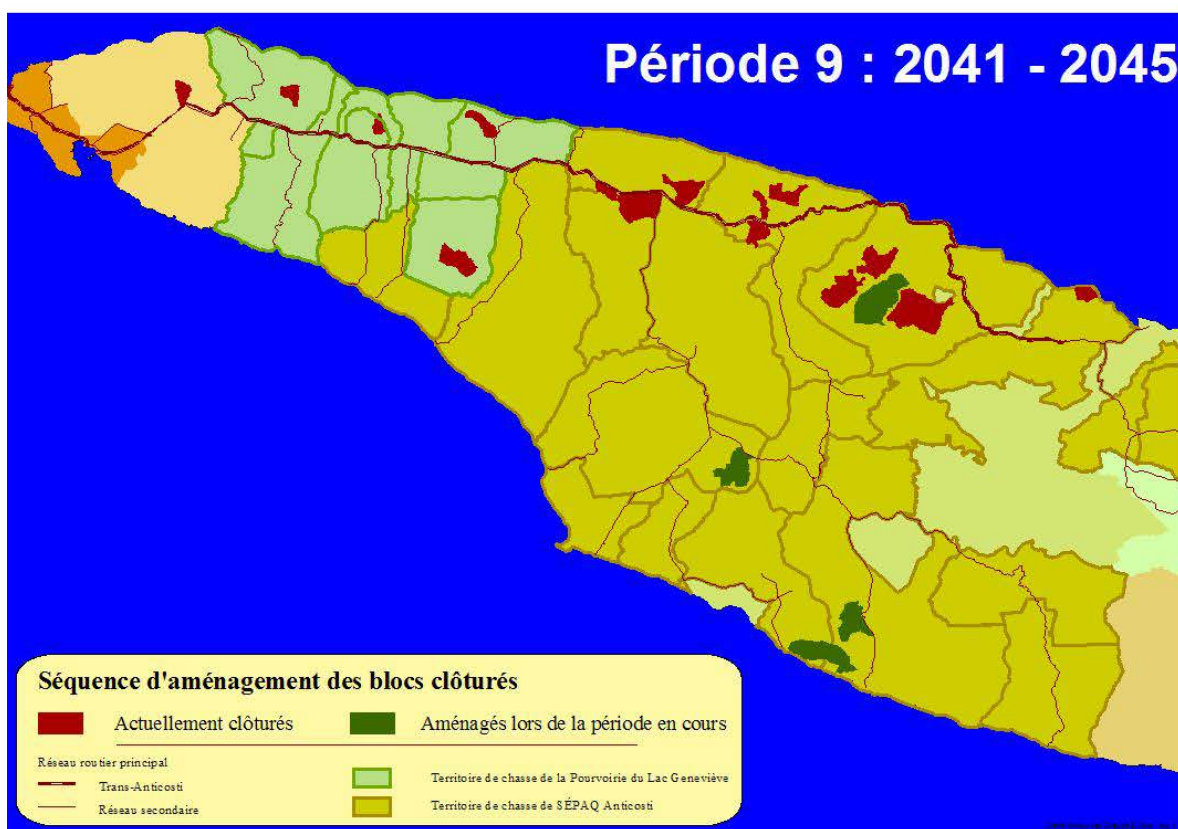 Période 9 : 2041 - 2045
Séquence d'aménagement des blocs clôturés
Actuellement clôturés
Aménagés lors de la période en cours
Réseau routier principal
Trans-Anticosti
Réseau secondaire
Territoire de chasse de la Pourvoirie du Lac Geneviève
Territoire de chasse de SÉPAQ Anticosti